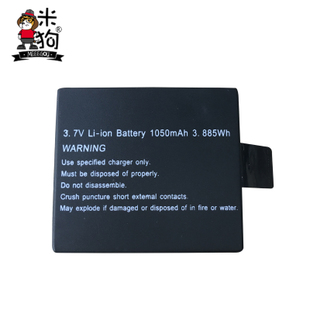 米狗®
MEEEGOU
3.7V Li-ion Battery 1050mAh 3.885Wh
WARNING
Use specified charger only.
Must be disposed of properly.
Do not disassemble.
Crush puncture short external contacts.
May explode if damaged or disposed of in fire or water.